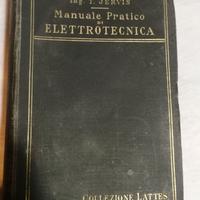 Ing. T. JERVIS
Manuale Pratico
DI
ELETTROTECNICA
COLLEZIONE LATTES